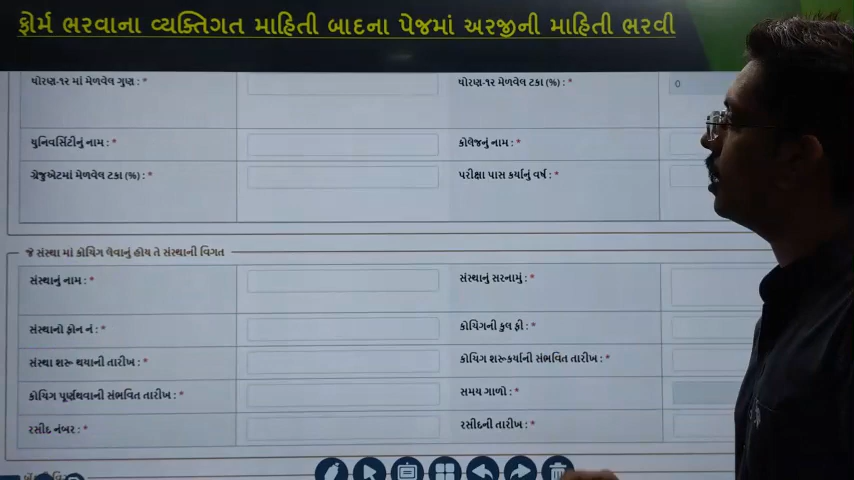 ફોર્મ ભરવાના વ્યક્તિગત માહિતી બાદના પેજમાં અરજીની માહિતી ભરવી
ધોરણ-૧૨ માં મેળવેલ ગુણ : *
ધોરણ-૧૨ મેળવેલ ટકા (%) : *
0
યુનિવર્સિટીનું નામ : *
કોલેજનું નામ : *
ગ્રેજુએટમાં મેળવેલ ટકા (%) : *
પરીક્ષા પાસ કર્યાનું વર્ષ : *
જે સંસ્થા માં કોચિંગ લેવાનું હોય તે સંસ્થાની વિગત
સંસ્થાનું નામ : *
સંસ્થાનું સરનામું : *
સંસ્થાનો ફોન નં : *
કોચિંગની કુલ ફી : *
સંસ્થા શરૂ થયાની તારીખ : *
કોચિંગ શરૂકર્યાની સંભવિત તારીખ : *
કોચિંગ પૂર્ણથવાની સંભવિત તારીખ : *
સમય ગાળો : *
રસીદ નંબર : *
રસીદની તારીખ : *